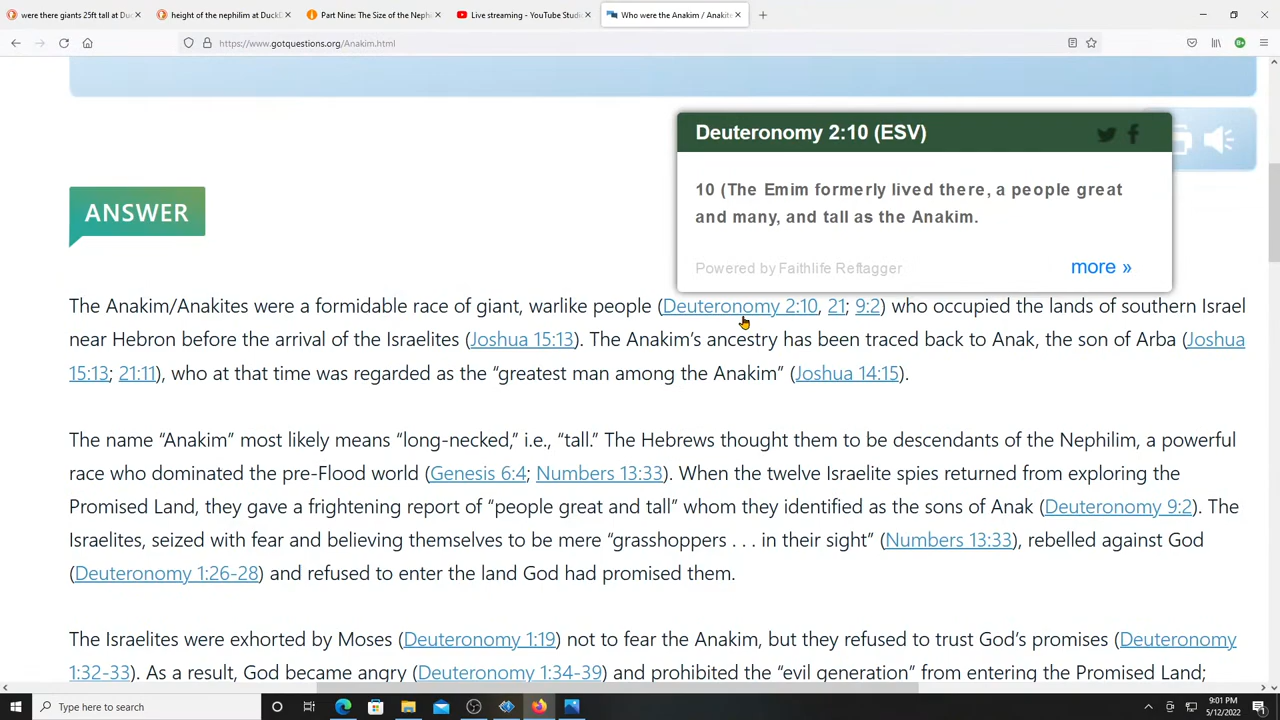 were there giants 25ft tall at Duck
height of the nephilim at DuckD
Part Nine: The Size of the Neph
Live streaming - YouTube Studio
Who were the Anakim / Anakite
https://www.gotquestions.org/Anakim.html
Deuteronomy 2:10 (ESV)
10 (The Emim formerly lived there, a people great
and many, and tall as the Anakim.
Powered by Faithlife Reftagger
more »
ANSWER
The Anakim/Anakites were a formidable race of giant, warlike people (Deuteronomy 2:10, 21; 9:2) who occupied the lands of southern Israel
near Hebron before the arrival of the Israelites (Joshua 15:13). The Anakim’s ancestry has been traced back to Anak, the son of Arba (Joshua
15:13; 21:11), who at that time was regarded as the “greatest man among the Anakim” (Joshua 14:15).
The name “Anakim” most likely means “long-necked,” i.e., “tall.” The Hebrews thought them to be descendants of the Nephilim, a powerful
race who dominated the pre-Flood world (Genesis 6:4; Numbers 13:33). When the twelve Israelite spies returned from exploring the
Promised Land, they gave a frightening report of “people great and tall” whom they identified as the sons of Anak (Deuteronomy 9:2). The
Israelites, seized with fear and believing themselves to be mere “grasshoppers . . . in their sight” (Numbers 13:33), rebelled against God
(Deuteronomy 1:26-28) and refused to enter the land God had promised them.
The Israelites were exhorted by Moses (Deuteronomy 1:19) not to fear the Anakim, but they refused to trust God’s promises (Deuteronomy
1:32-33). As a result, God became angry (Deuteronomy 1:34-39) and prohibited the “evil generation” from entering the Promised Land;
Type here to search
9:01 PM
5/12/2022